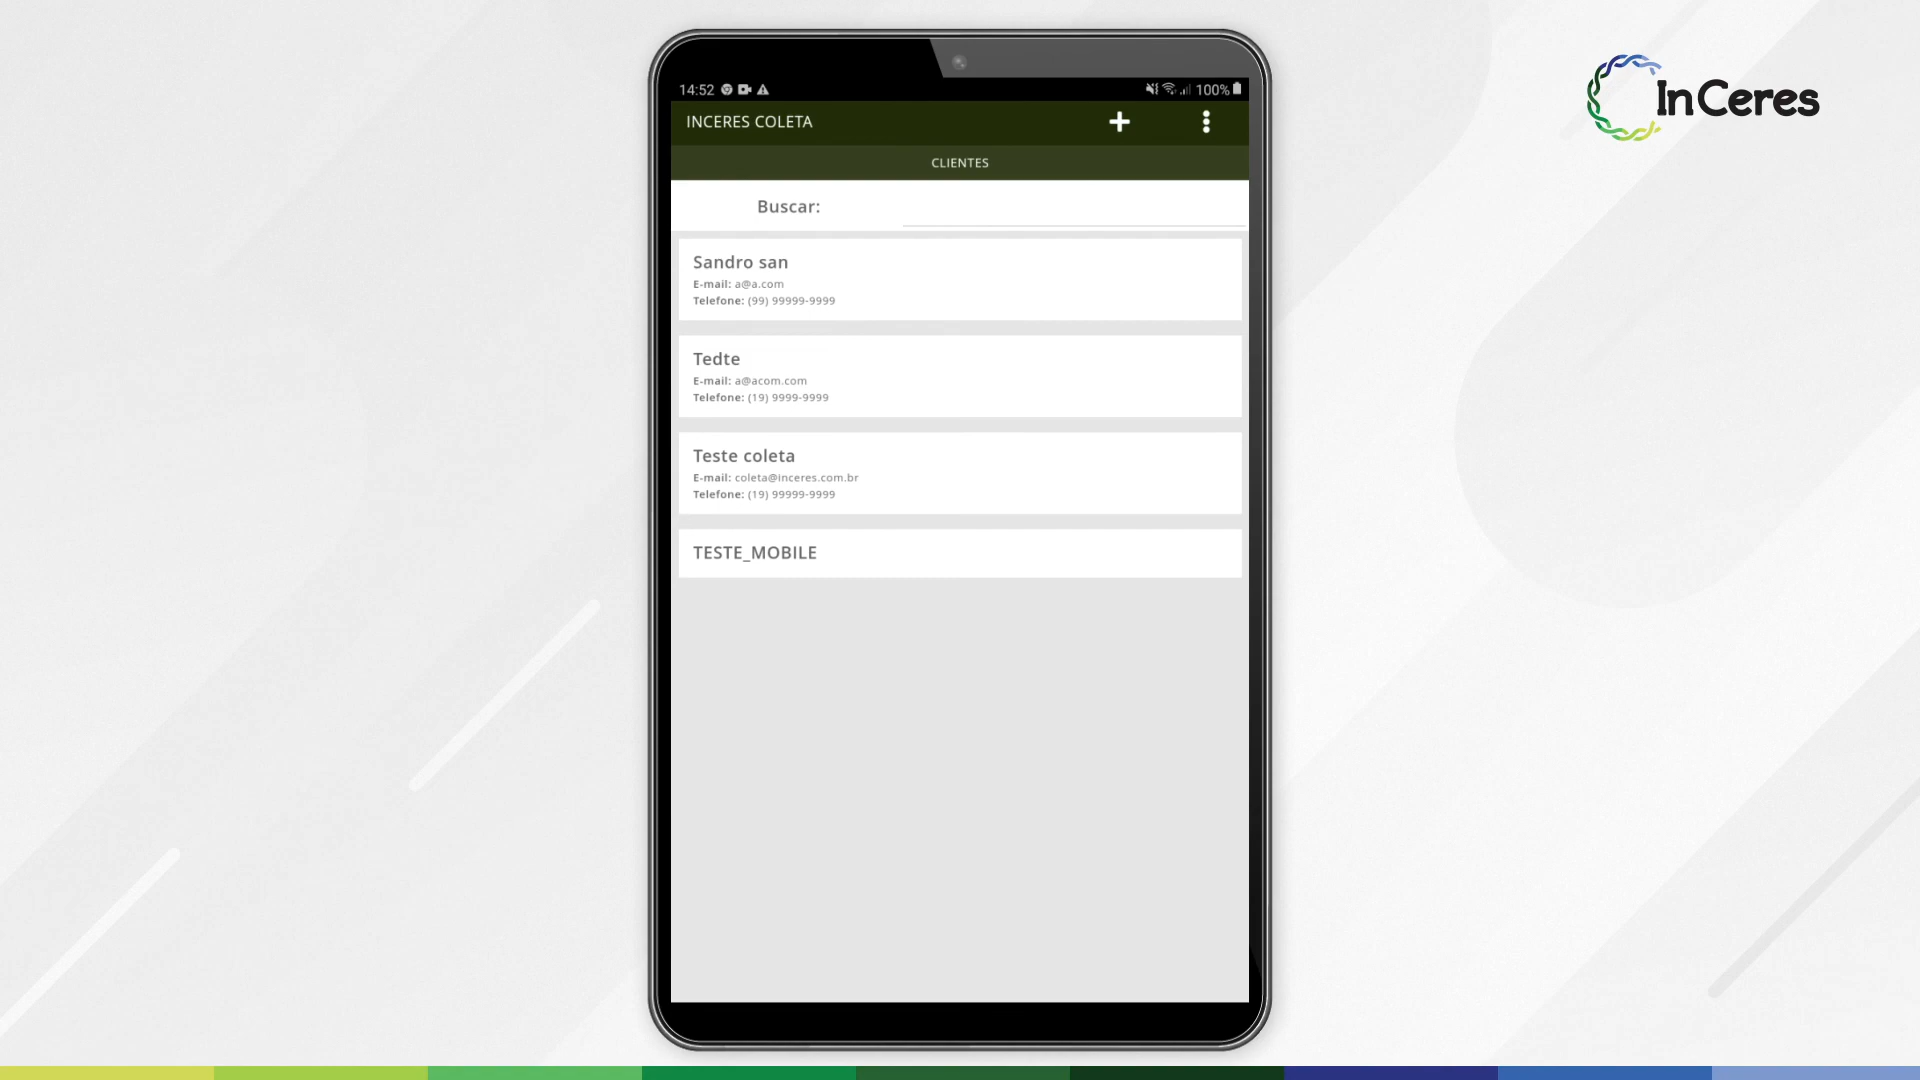 14:52
100%
InCeres
INCERES COLETA
CLIENTES
Buscar:
Sandro san
E-mail: a@a.com
Telefone: (99) 99999-9999
Tedte
E-mail: a@acom.com
Telefone: (19) 9999-9999
Teste coleta
E-mail: coleta@inceres.com.br
Telefone: (19) 99999-9999
TESTE_MOBILE